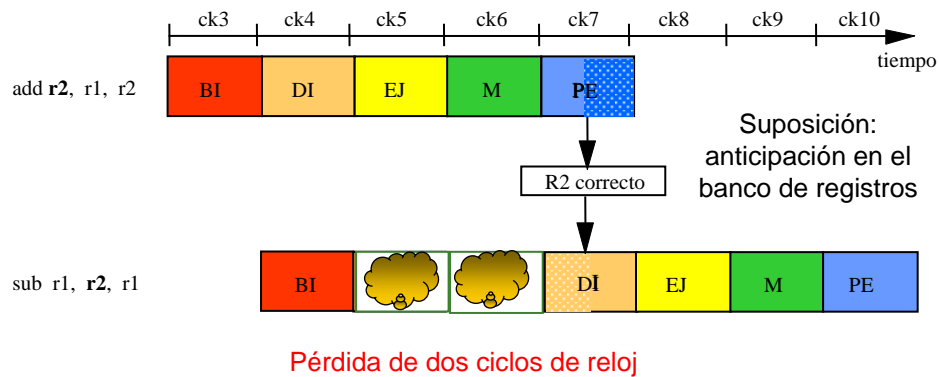 ck3 ck4 ck5 ck6 ck7 ck8 ck9 ck10
tiempo
add r2, r1, r2
BI DI EJ M PE
Suposición:
anticipación en el
banco de registros
R2 correcto
sub r1, r2, r1
BI DI EJ M PE
Pérdida de dos ciclos de reloj